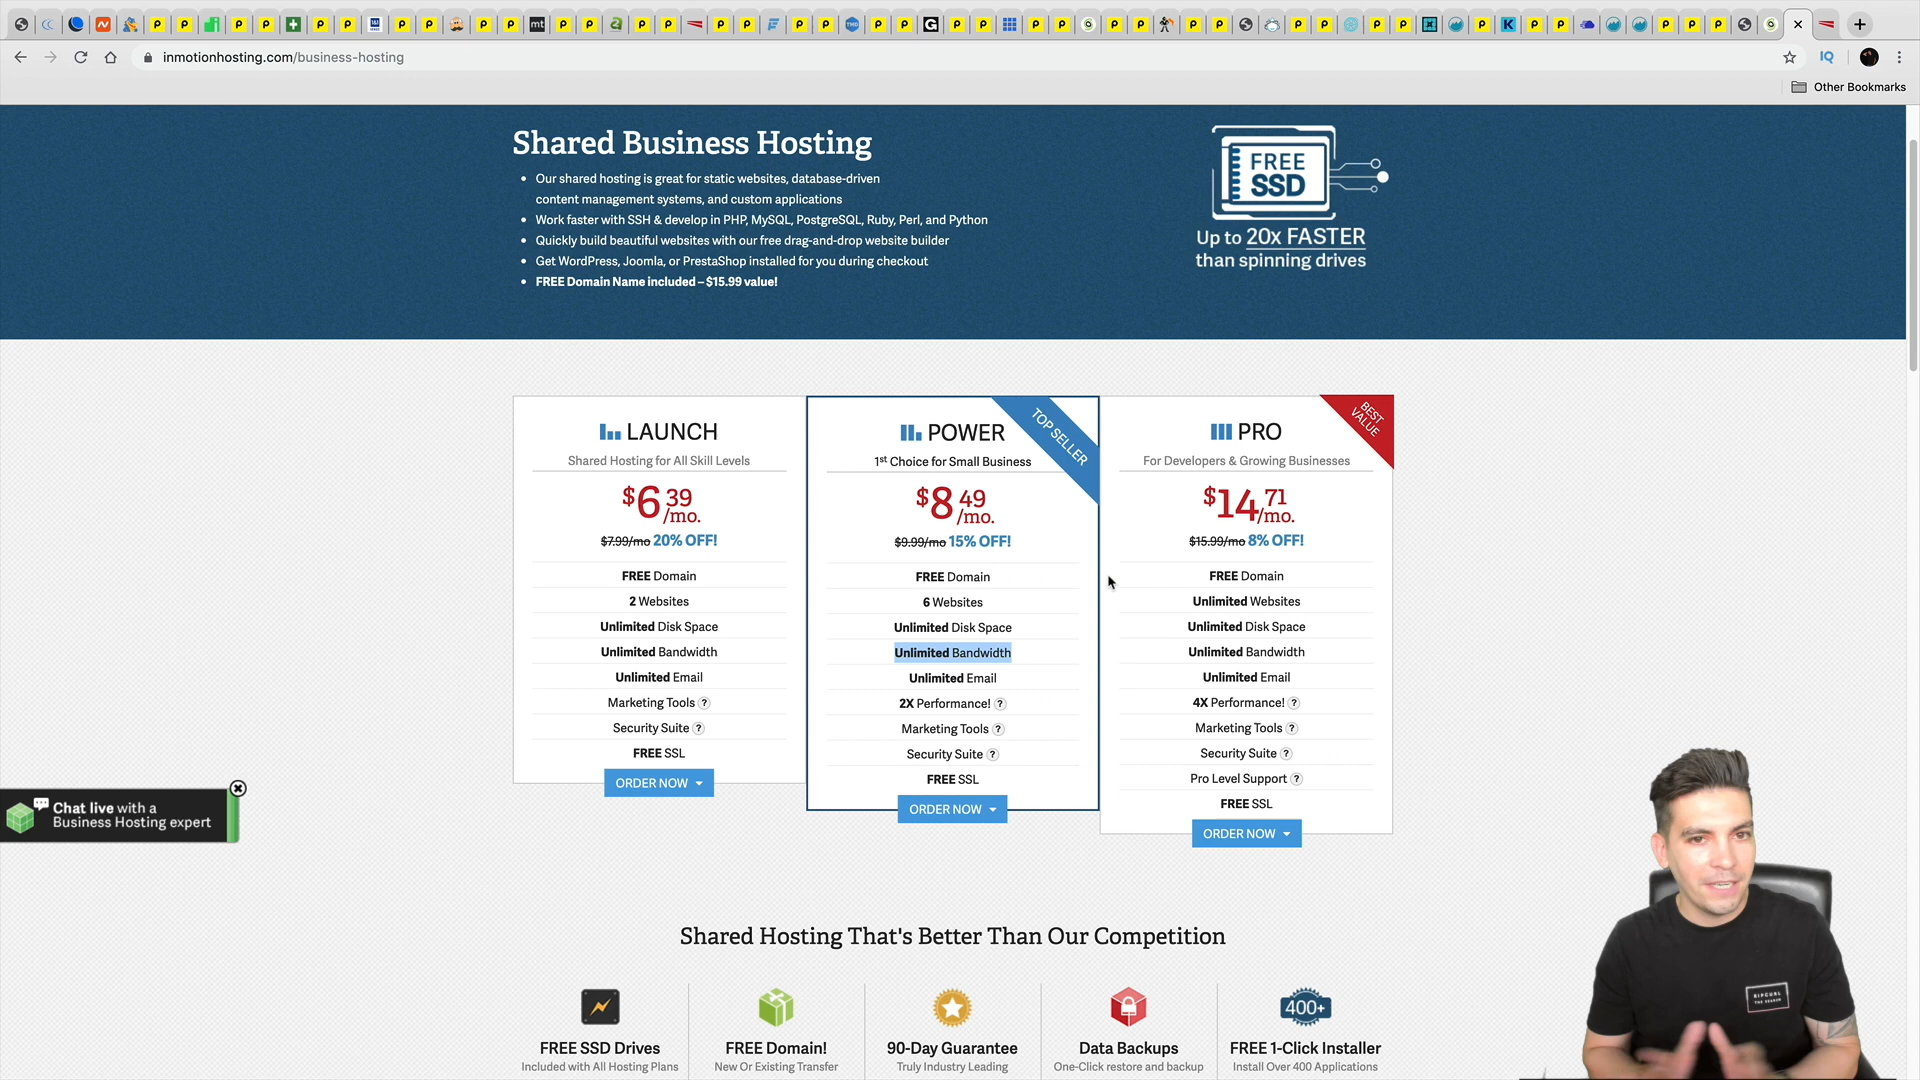 inmotionhosting.com/business-hosting
Other Bookmarks
Shared Business Hosting
Our shared hosting is great for static websites, database-driven
content management systems, and custom applications
Work faster with SSH & develop in PHP, MySQL, PostgreSQL, Ruby, Perl, and Python
Quickly build beautiful websites with our free drag-and-drop website builder
Get WordPress, Joomla, or PrestaShop installed for you during checkout
FREE Domain Name included – $15.99 value!
FREE
SSD
Up to 20x FASTER
than spinning drives
LAUNCH
Shared Hosting for All Skill Levels
$6 39
/mo.
$7.99/mo 20% OFF!
FREE Domain
2 Websites
Unlimited Disk Space
Unlimited Bandwidth
Unlimited Email
Marketing Tools ?
Security Suite ?
FREE SSL
ORDER NOW
TOP SELLER
POWER
1st Choice for Small Business
$8 49
/mo.
$9.99/mo 15% OFF!
FREE Domain
6 Websites
Unlimited Disk Space
Unlimited Bandwidth
Unlimited Email
2X Performance! ?
Marketing Tools ?
Security Suite ?
FREE SSL
ORDER NOW
BEST
VALUE
PRO
For Developers & Growing Businesses
$14 71
/mo.
$15.99/mo 8% OFF!
FREE Domain
Unlimited Websites
Unlimited Disk Space
Unlimited Bandwidth
Unlimited Email
4X Performance! ?
Marketing Tools ?
Security Suite ?
Pro Level Support ?
FREE SSL
ORDER NOW
Chat live with a
Business Hosting expert
Shared Hosting That's Better Than Our Competition
FREE SSD Drives
Included with All Hosting Plans
FREE Domain!
New Or Existing Transfer
90-Day Guarantee
Truly Industry Leading
Data Backups
One-Click restore and backup
400+
FREE 1-Click Installer
Install Over 400 Applications
RIPCURL